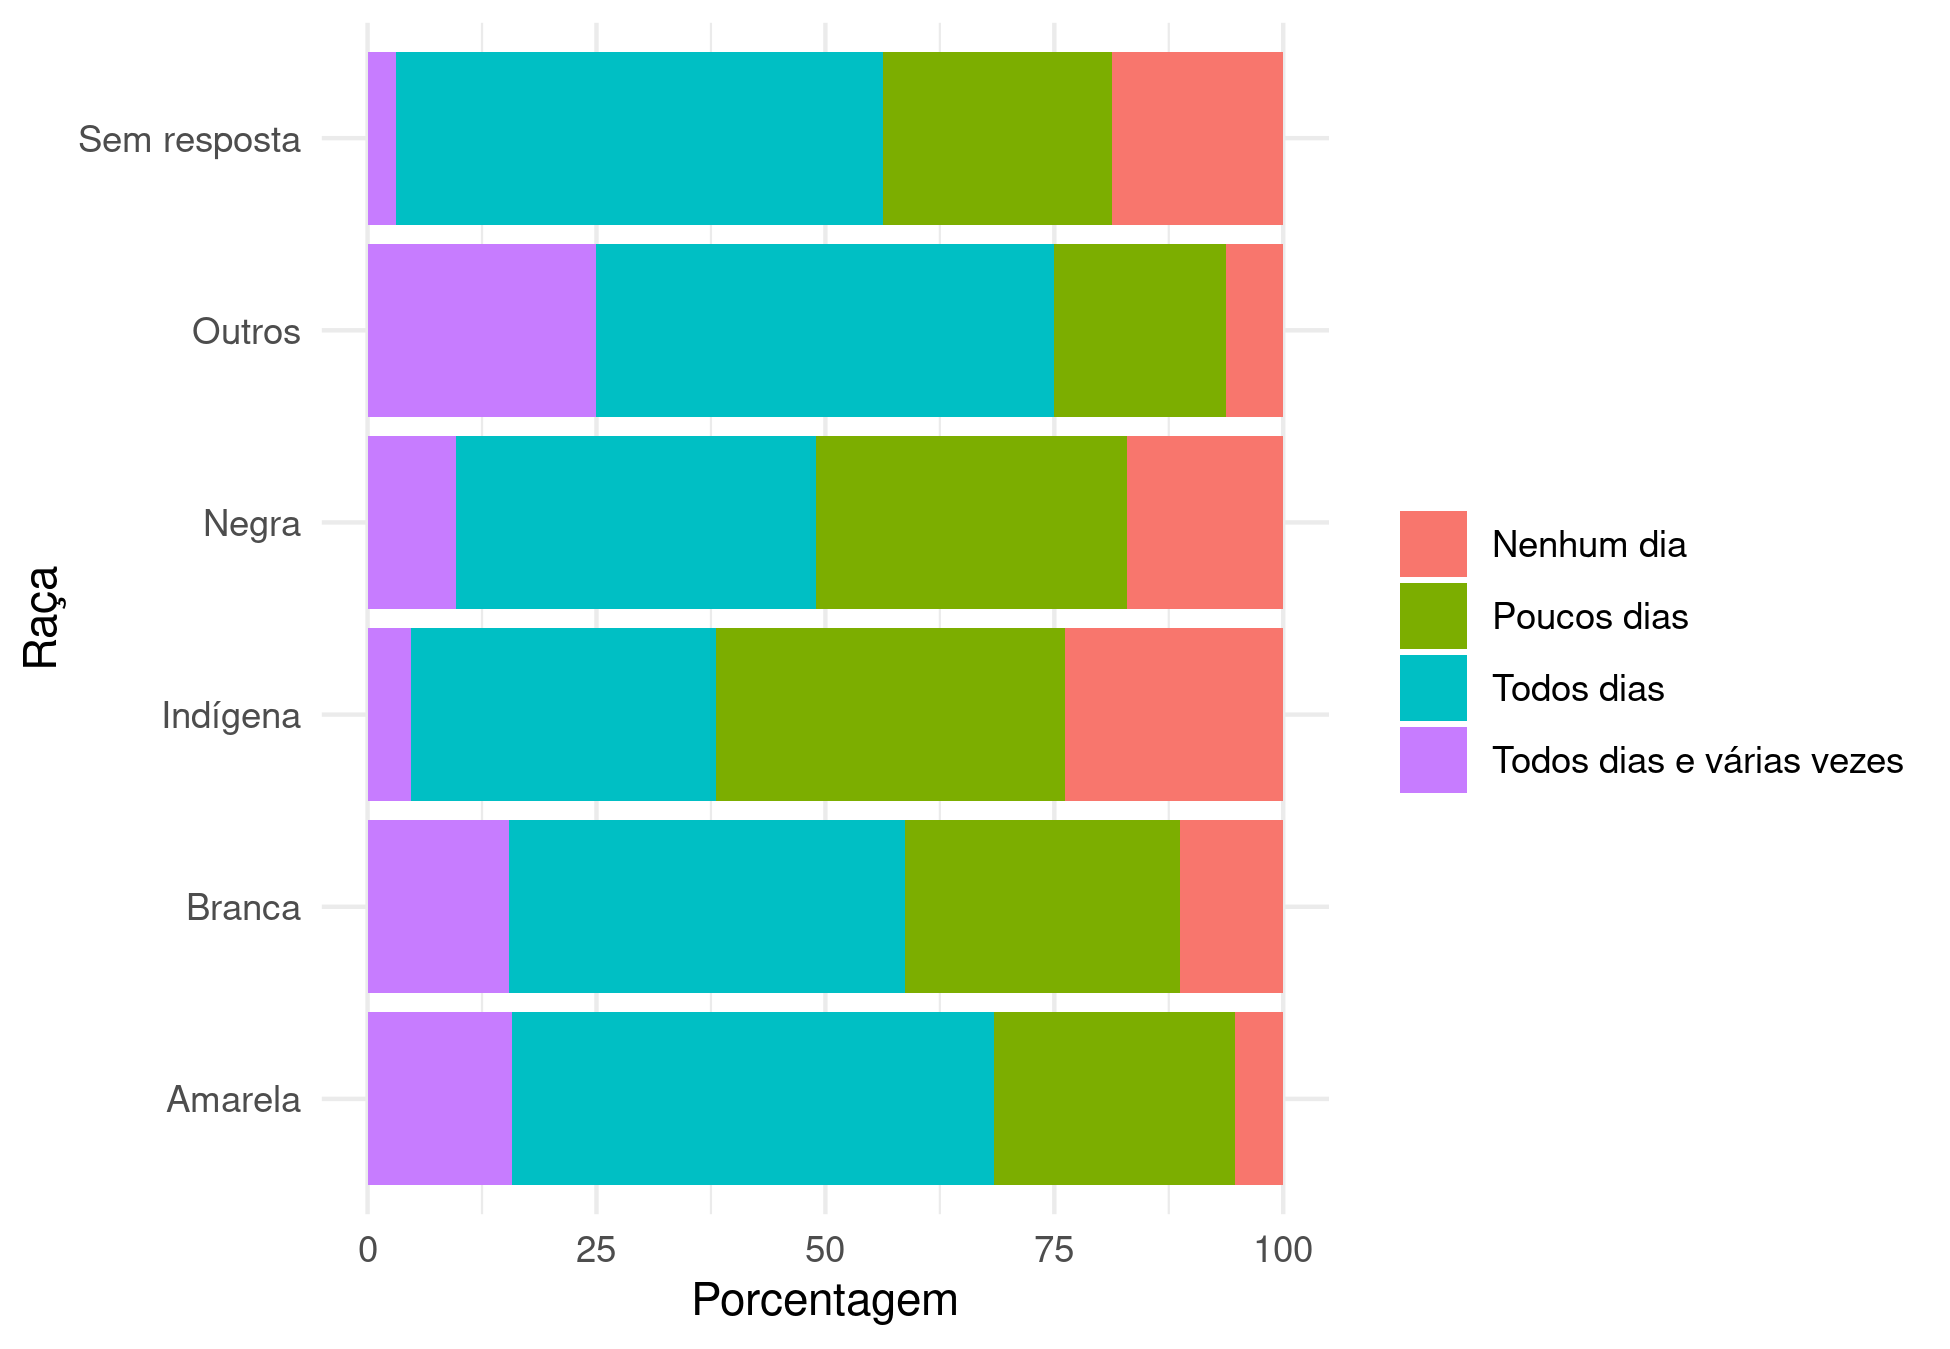 Raça
Sem resposta
Outros
Negra
Indígena
Branca
Amarela
0 25 50 75 100
Porcentagem
Nenhum dia
Poucos dias
Todos dias
Todos dias e várias vezes